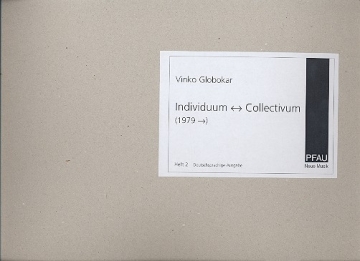 Vinko Globokar
Individuum ↔ Collectivum
(1979 →)
Heft 2 - Deutschsprachige Ausgabe
PFAU
Neue Musik